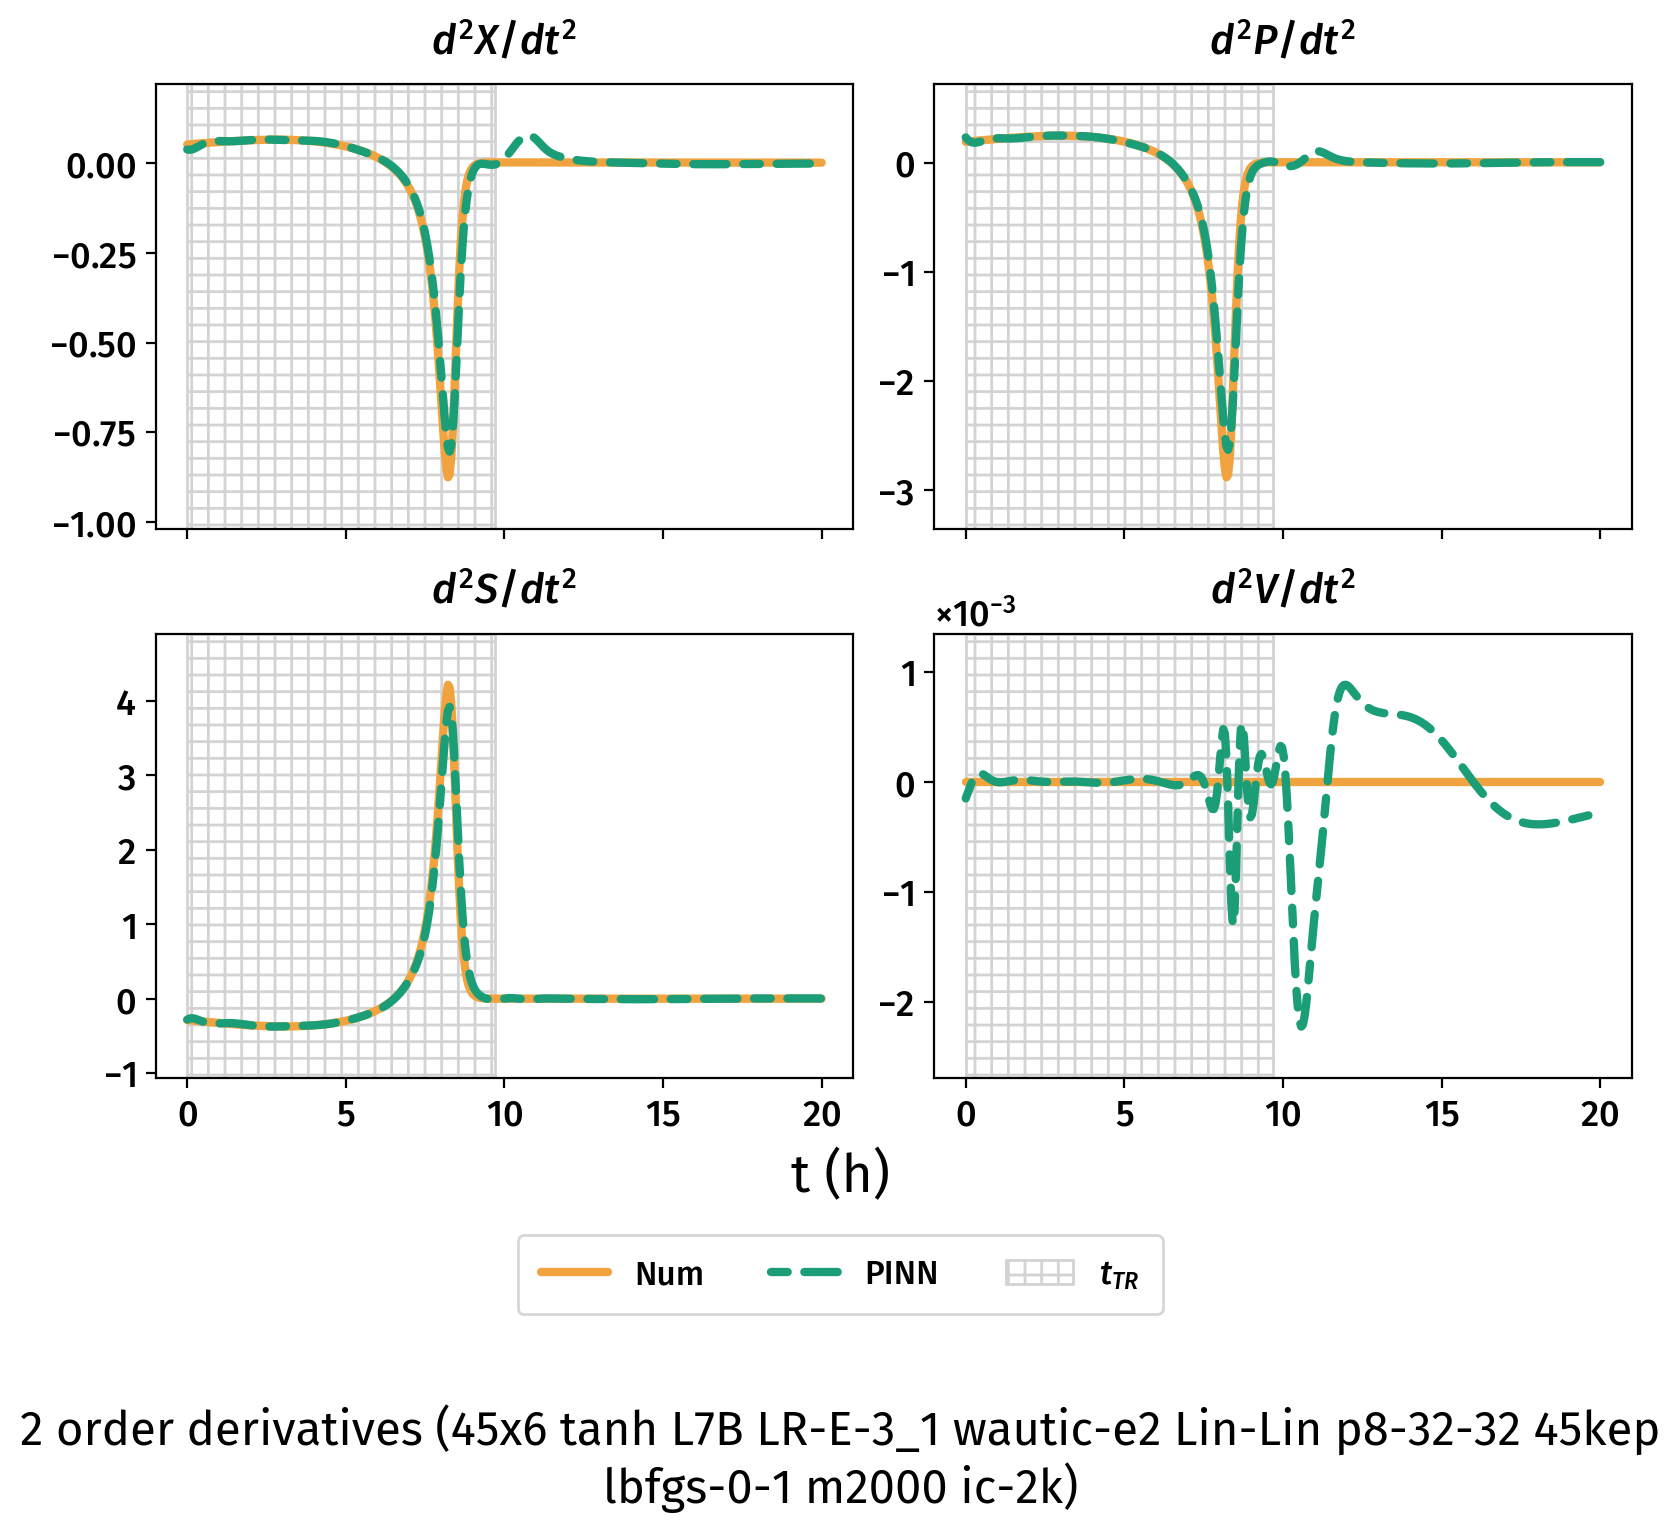 d²X/dt²
d²P/dt²
0.00
−0.25
−0.50
−0.75
−1.00
0
−1
−2
−3
d²S/dt²
d²V/dt²
×10⁻³
4
3
2
1
0
−1
1
0
−1
−2
0 5 10 15 20
0 5 10 15 20
t (h)
Num PINN t_TR
2 order derivatives (45x6 tanh L7B LR-E-3_1 wautic-e2 Lin-Lin p8-32-32 45kep
lbfgs-0-1 m2000 ic-2k)